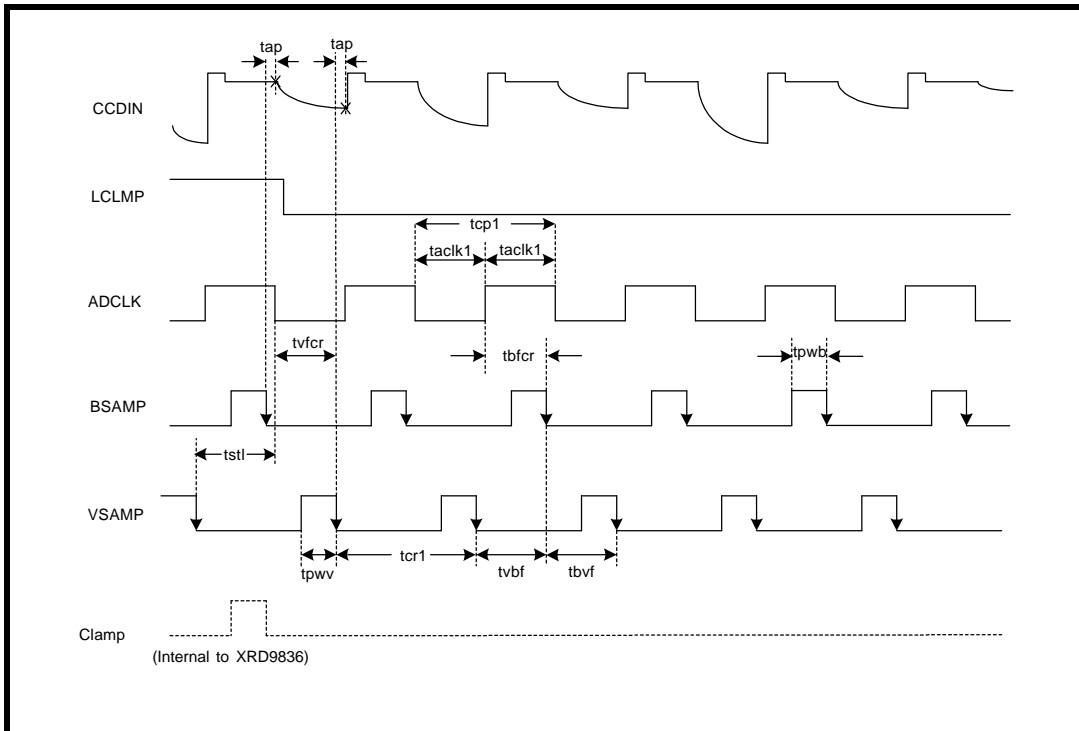 tap tap
CCDIN
LCLMP
tcp1
taclk1 taclk1
ADCLK
tvfcr tbfcr tpwb
BSAMP
tstl
VSAMP
tpwv tcr1 tvbf tbvf
Clamp
(Internal to XRD9836)